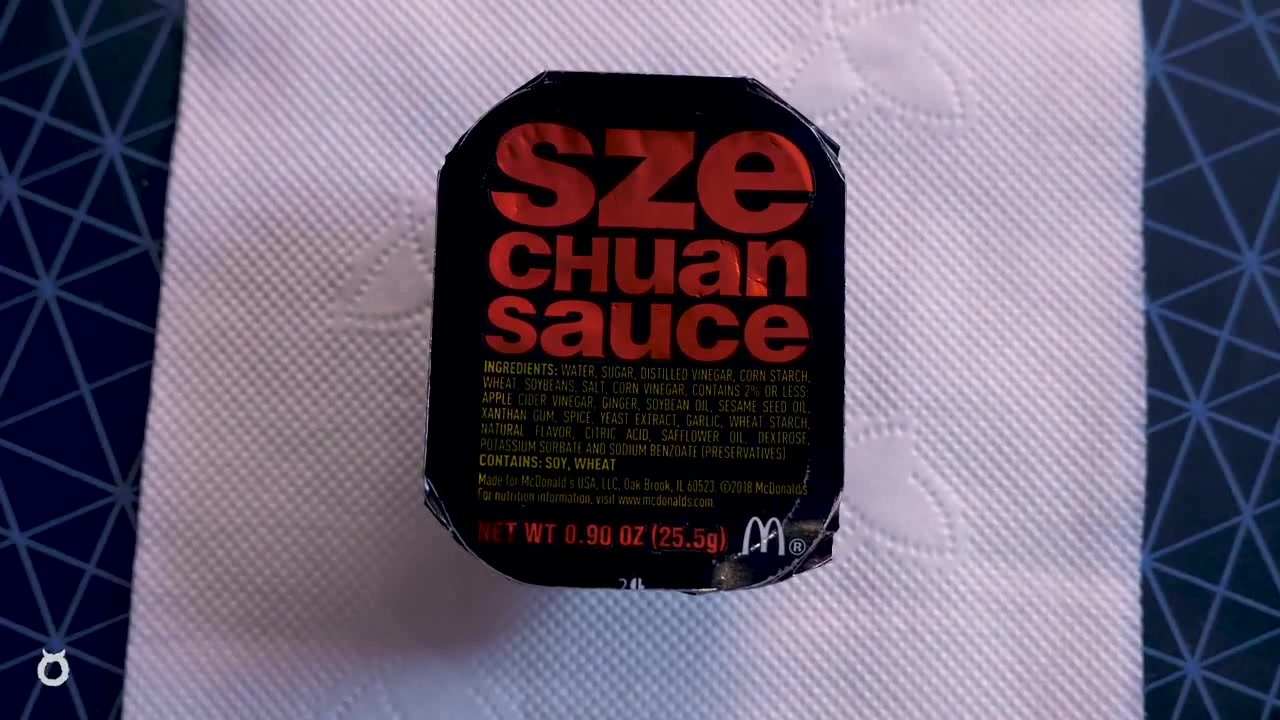 sze
CHuan
sauce
INGREDIENTS: WATER, SUGAR, DISTILLED VINEGAR, CORN STARCH,
WHEAT, SOYBEANS, SALT, CORN VINEGAR, CONTAINS 2% OR LESS:
APPLE CIDER VINEGAR, GINGER, SOYBEAN OIL, SESAME SEED OIL,
XANTHAN GUM, SPICE, YEAST EXTRACT, GARLIC, WHEAT STARCH,
NATURAL FLAVOR, CITRIC ACID, SAFFLOWER OIL, DEXTROSE,
POTASSIUM SORBATE AND SODIUM BENZOATE (PRESERVATIVES)
CONTAINS: SOY, WHEAT
Made for McDonald's USA, LLC, Oak Brook, IL 60523. ©2018 McDonald's
For nutrition information, visit www.mcdonalds.com.
NET WT 0.90 OZ (25.5g) M®